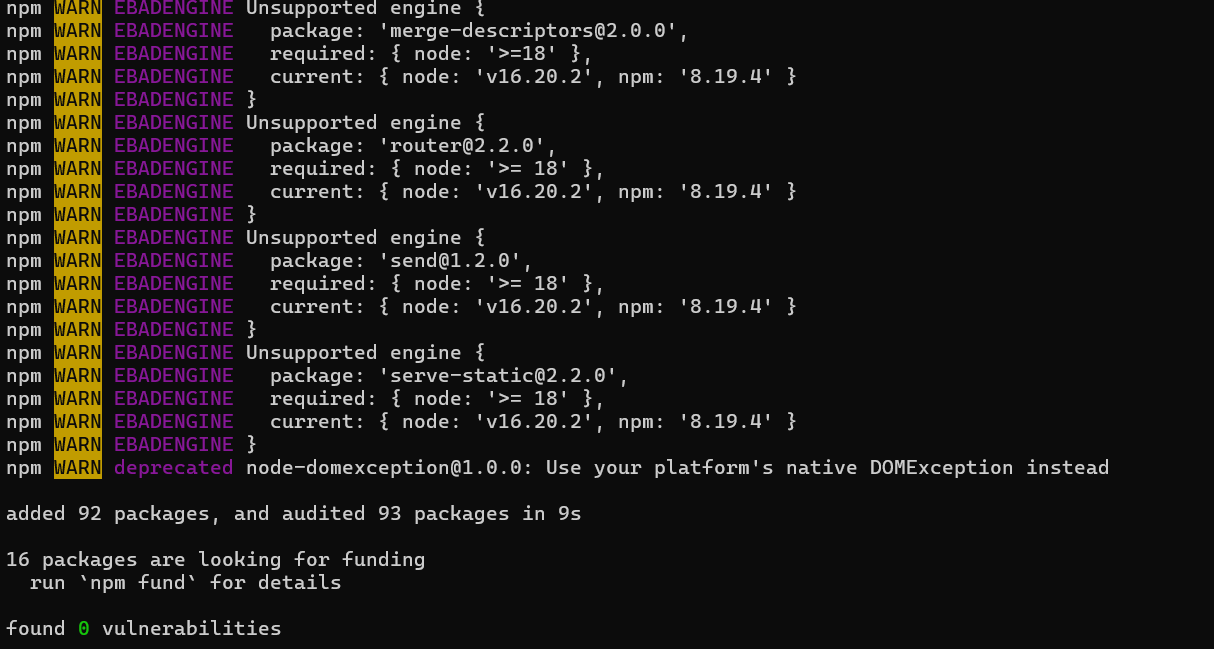 npm WARN EBADENGINE Unsupported engine {
npm WARN EBADENGINE   package: 'merge-descriptors@2.0.0',
npm WARN EBADENGINE   required: { node: '>=18' },
npm WARN EBADENGINE   current: { node: 'v16.20.2', npm: '8.19.4' }
npm WARN EBADENGINE }
npm WARN EBADENGINE Unsupported engine {
npm WARN EBADENGINE   package: 'router@2.2.0',
npm WARN EBADENGINE   required: { node: '>= 18' },
npm WARN EBADENGINE   current: { node: 'v16.20.2', npm: '8.19.4' }
npm WARN EBADENGINE }
npm WARN EBADENGINE Unsupported engine {
npm WARN EBADENGINE   package: 'send@1.2.0',
npm WARN EBADENGINE   required: { node: '>= 18' },
npm WARN EBADENGINE   current: { node: 'v16.20.2', npm: '8.19.4' }
npm WARN EBADENGINE }
npm WARN EBADENGINE Unsupported engine {
npm WARN EBADENGINE   package: 'serve-static@2.2.0',
npm WARN EBADENGINE   required: { node: '>= 18' },
npm WARN EBADENGINE   current: { node: 'v16.20.2', npm: '8.19.4' }
npm WARN EBADENGINE }
npm WARN deprecated node-domexception@1.0.0: Use your platform's native DOMException instead

added 92 packages, and audited 93 packages in 9s

16 packages are looking for funding
  run `npm fund` for details

found 0 vulnerabilities